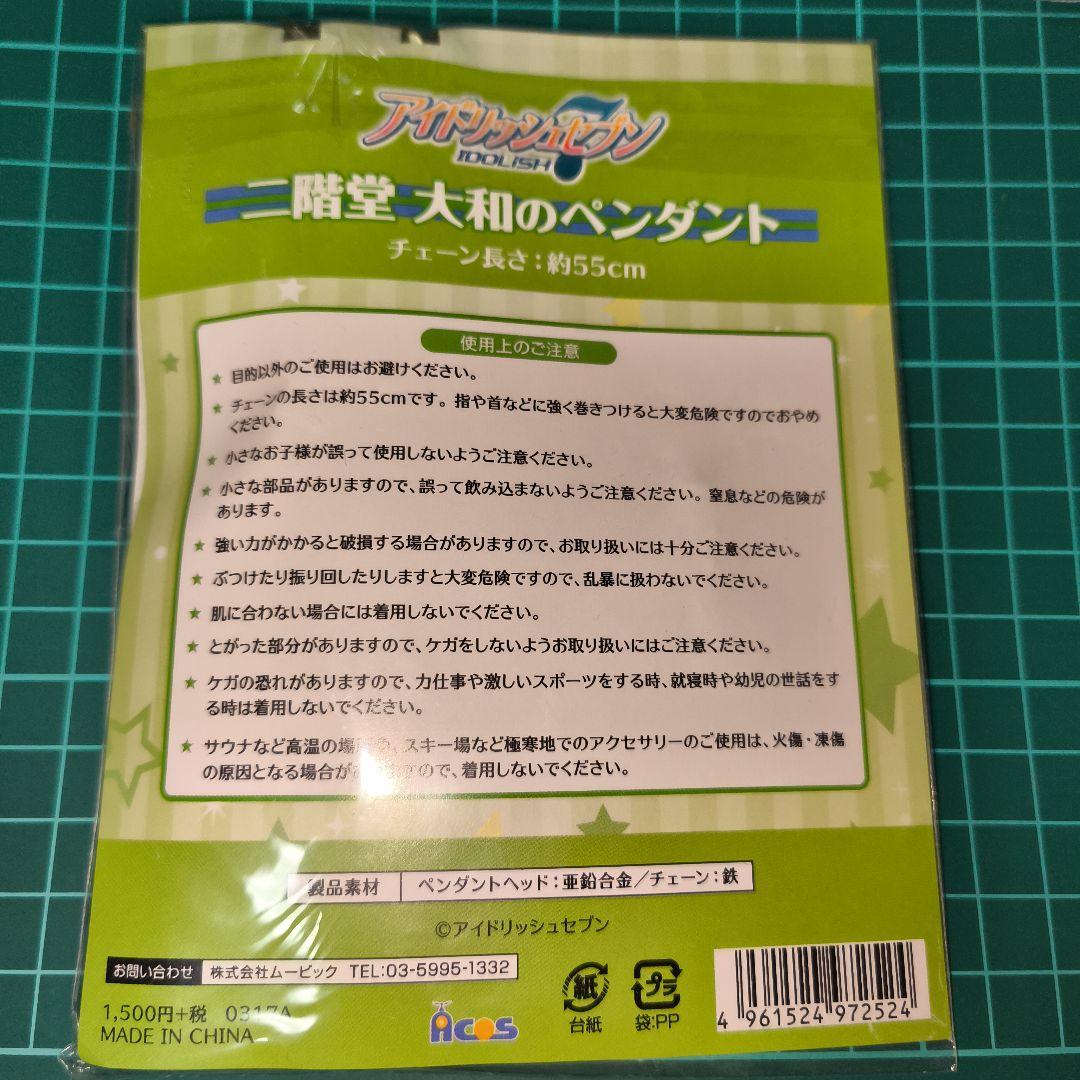 アイドリッシュセブン
IDOLiSH7
二階堂 大和のペンダント
チェーン長さ：約55cm
使用上のご注意
★ 目的以外のご使用はお避けください。
★ チェーンの長さは約55cmです。指や首などに強く巻きつけると大変危険ですのでおやめ
ください。
★ 小さなお子様が誤って使用しないようご注意ください。
★ 小さな部品がありますので、誤って飲み込まないようご注意ください。窒息などの危険が
あります。
★ 強い力がかかると破損する場合がありますので、お取り扱いには十分ご注意ください。
★ ぶつけたり振り回したりしますと大変危険ですので、乱暴に扱わないでください。
★ 肌に合わない場合には着用しないでください。
★ とがった部分がありますので、ケガをしないようお取り扱いにはご注意ください。
★ ケガの恐れがありますので、力仕事や激しいスポーツをする時、就寝時や幼児の世話をす
る時は着用しないでください。
★ サウナなど高温の場、スキー場など極寒地でのアクセサリーのご使用は、火傷・凍傷
の原因となる場合がので、着用しないでください。
製品素材 ペンダントヘッド：亜鉛合金／チェーン：鉄
©アイドリッシュセブン
お問い合わせ 株式会社ムービック TEL:03-5995-1332
1,500円+税 0317A
MADE IN CHINA
ACOS
紙
台紙
プラ
袋:PP
4 961524 972524